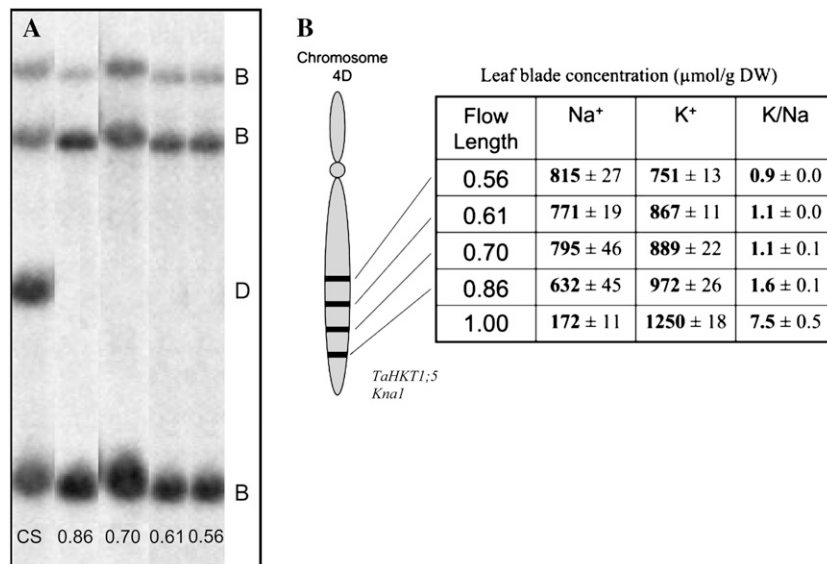 A
B
B
D
B
CS 0.86 0.70 0.61 0.56
B
Chromosome
4D
Leaf blade concentration (μmol/g DW)
Flow Length Na⁺ K⁺ K/Na
0.56 815 ± 27 751 ± 13 0.9 ± 0.0
0.61 771 ± 19 867 ± 11 1.1 ± 0.0
0.70 795 ± 46 889 ± 22 1.1 ± 0.1
0.86 632 ± 45 972 ± 26 1.6 ± 0.1
1.00 172 ± 11 1250 ± 18 7.5 ± 0.5
TaHKT1;5
Kna1